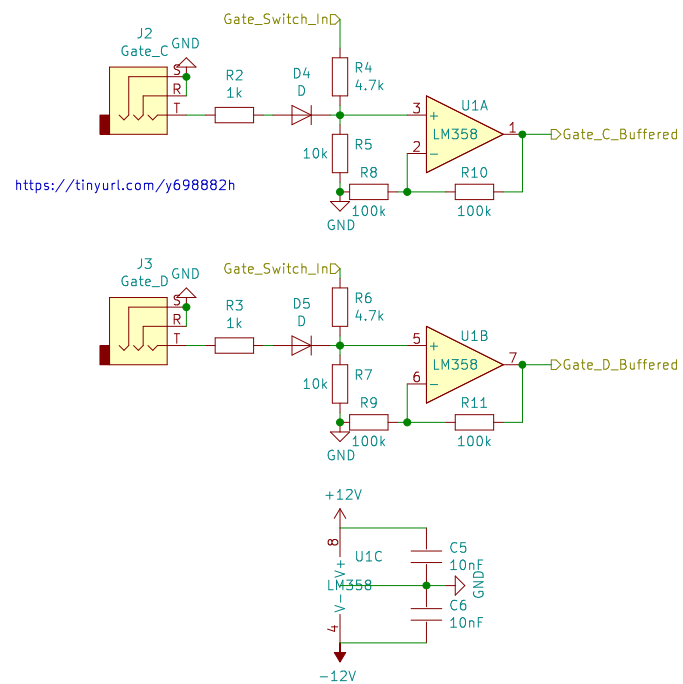 Gate_Switch_In
J2
Gate_C
GND
S
R
T
R2
1k
D4
D
R4
4.7k
R5
10k
3
+
2
−
U1A
LM358
1
Gate_C_Buffered
R8
100k
R10
100k
GND
https://tinyurl.com/y698882h
Gate_Switch_In
J3
Gate_D
GND
S
R
T
R3
1k
D5
D
R6
4.7k
R7
10k
5
+
6
−
U1B
LM358
7
Gate_D_Buffered
R9
100k
R11
100k
GND
+12V
8
V+
U1C
LM358
V−
4
C5
10nF
GND
C6
10nF
−12V